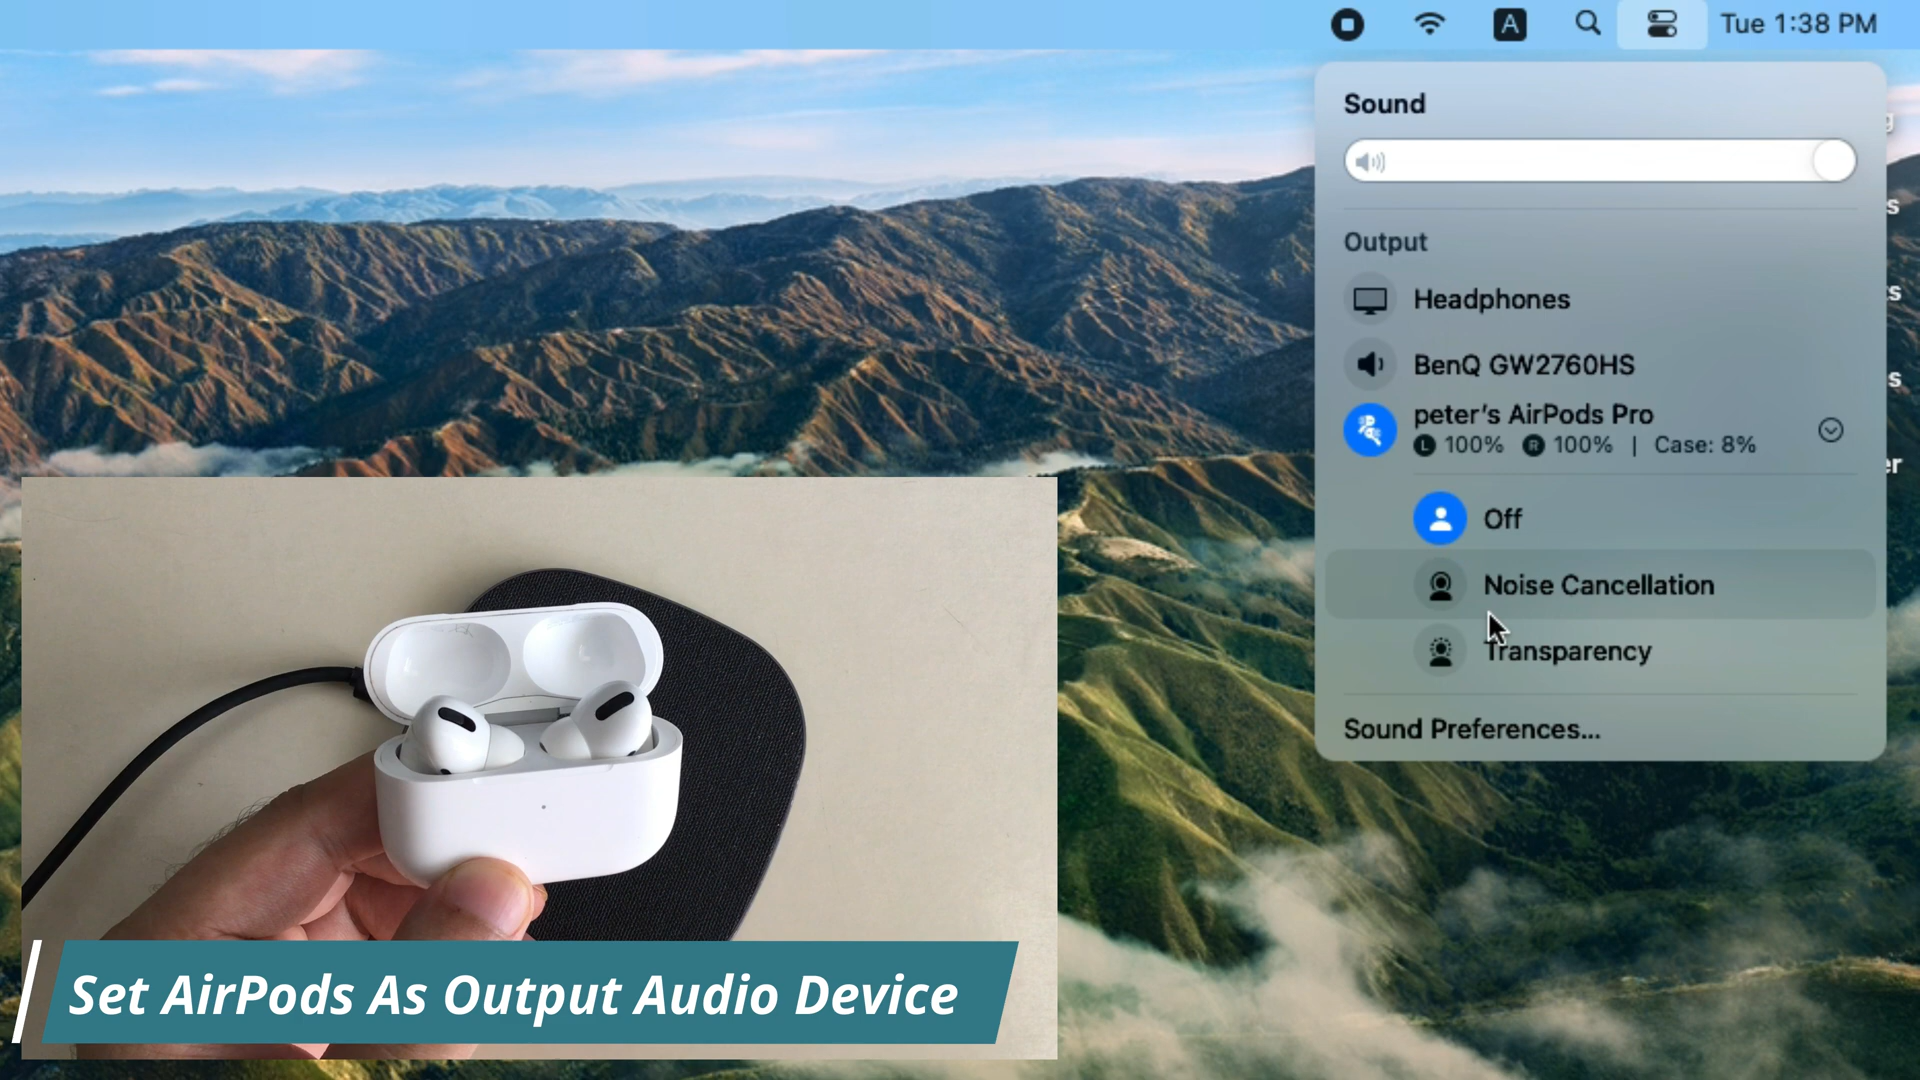 A
Tue 1:38 PM
Sound
Output
Headphones
BenQ GW2760HS
peter's AirPods Pro
L 100% R 100% | Case: 8%
Off
Noise Cancellation
Transparency
Sound Preferences...
g
s
s
s
er
Set AirPods As Output Audio Device